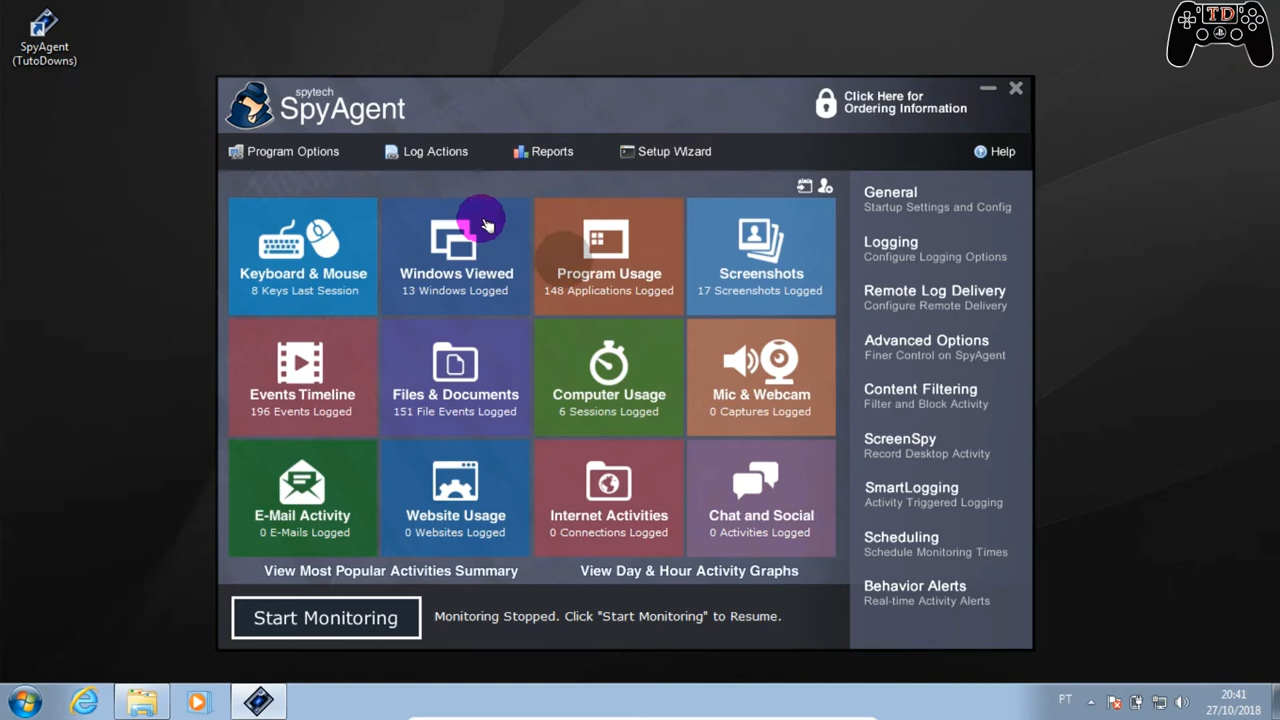 SpyAgent
(TutoDowns)
TD
spytech
SpyAgent
Click Here for
Ordering Information
Program Options
Log Actions
Reports
Setup Wizard
Help
Keyboard & Mouse
8 Keys Last Session
Windows Viewed
13 Windows Logged
Program Usage
148 Applications Logged
Screenshots
17 Screenshots Logged
Events Timeline
196 Events Logged
Files & Documents
151 File Events Logged
Computer Usage
6 Sessions Logged
Mic & Webcam
0 Captures Logged
E-Mail Activity
0 E-Mails Logged
Website Usage
0 Websites Logged
Internet Activities
0 Connections Logged
Chat and Social
0 Activities Logged
View Most Popular Activities Summary
View Day & Hour Activity Graphs
General
Startup Settings and Config
Logging
Configure Logging Options
Remote Log Delivery
Configure Remote Delivery
Advanced Options
Finer Control on SpyAgent
Content Filtering
Filter and Block Activity
ScreenSpy
Record Desktop Activity
SmartLogging
Activity Triggered Logging
Scheduling
Schedule Monitoring Times
Behavior Alerts
Real-time Activity Alerts
Start Monitoring
Monitoring Stopped. Click "Start Monitoring" to Resume.
PT
20:41
27/10/2018